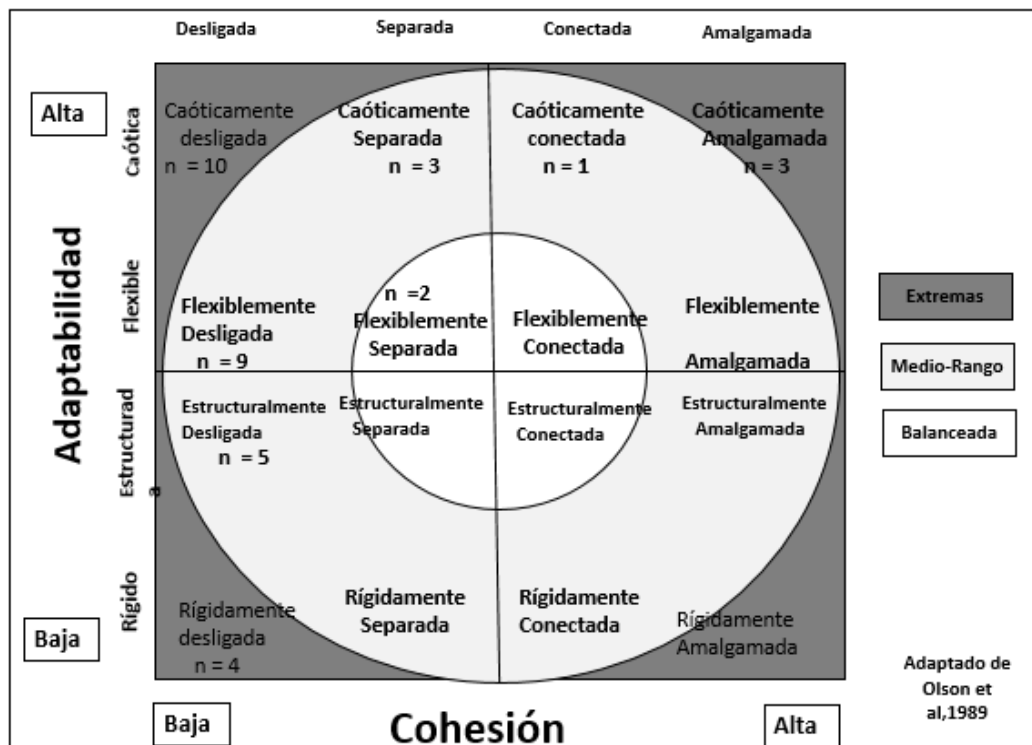 Desligada
Separada
Conectada
Amalgamada
Alta
Adaptabilidad
Baja
Caótica
Flexible
Estructurad
a
Rígido
Caóticamente
desligada
n = 10
Caóticamente
Separada
n = 3
Caóticamente
conectada
n = 1
Caóticamente
Amalgamada
n = 3
Flexiblemente
Desligada
n = 9
n =2
Flexiblemente
Separada
Flexiblemente
Conectada
Flexiblemente
Amalgamada
Estructuralmente
Desligada
n = 5
Estructuralmente
Separada
Estructuralmente
Conectada
Estructuralmente
Amalgamada
Rígidamente
desligada
n = 4
Rígidamente
Separada
Rígidamente
Conectada
Rígidamente
Amalgamada
Extremas
Medio-Rango
Balanceada
Adaptado de
Olson et
al,1989
Baja
Cohesión
Alta